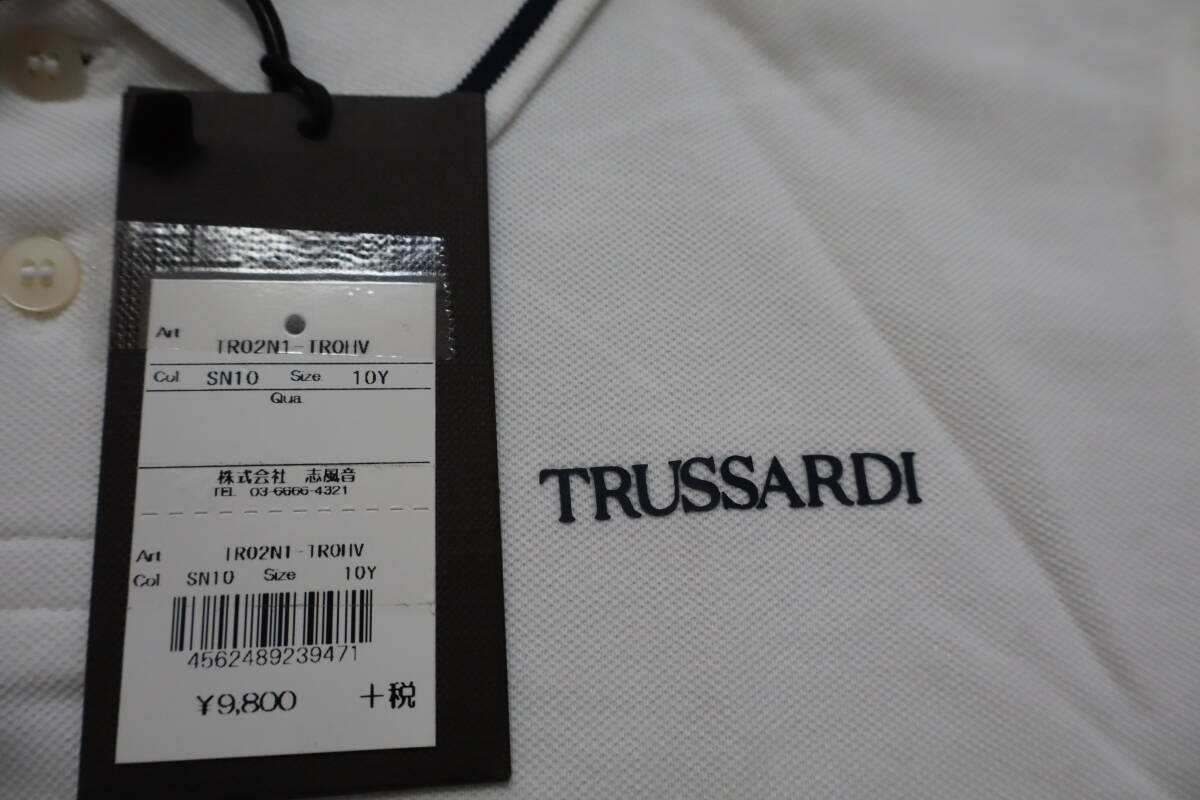 Art TR02N1-TR0HV
Col SN10 Size 10Y
Qua
株式会社 志風音
TEL 03-6666-4321
Art TR02N1-TR0HV
Col SN10 Size 10Y
4562489239471
¥9,800 +税
TRUSSARDI